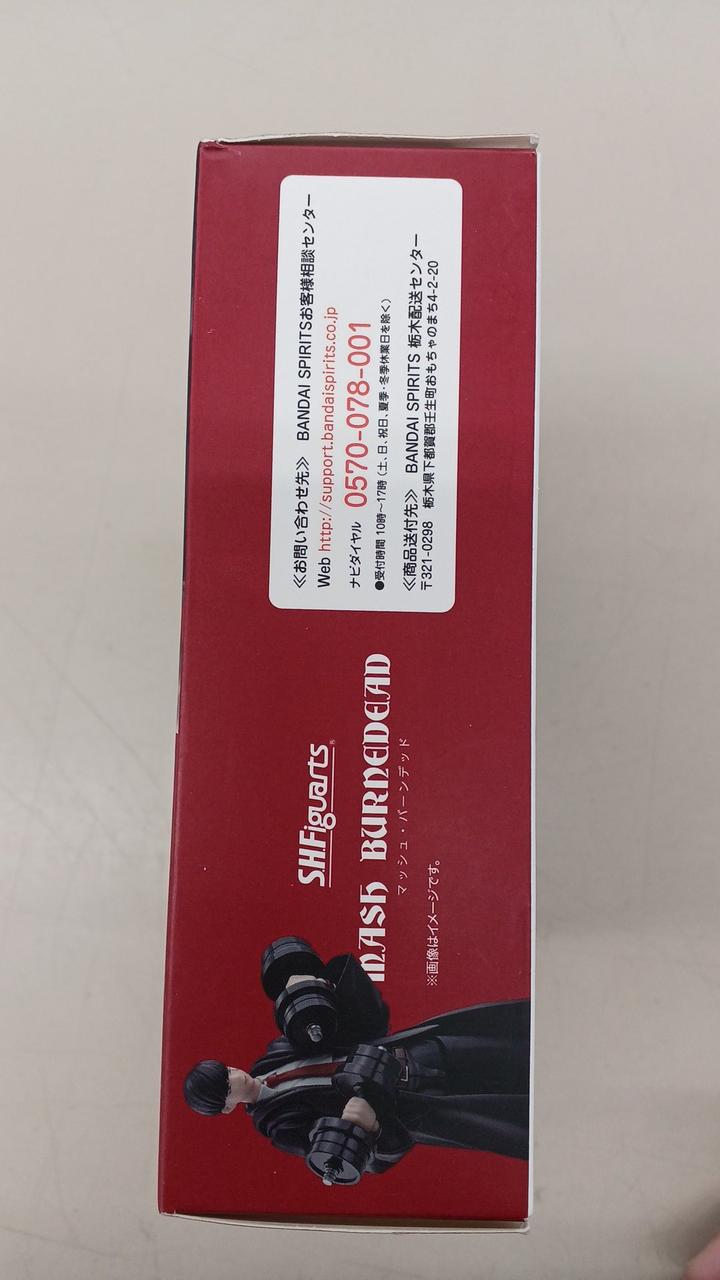 S.H.Figuarts®
MASH BURNEDEAD
マッシュ・バーンデッド
※画像はイメージです。
≪お問い合わせ先≫ BANDAI SPIRITSお客様相談センター
Web http://support.bandaispirits.co.jp
ナビダイヤル 0570-078-001
●受付時間 10時～17時（土、日、祝日、夏季・冬季休業日を除く）
≪商品送付先≫ BANDAI SPIRITS 栃木配送センター
〒321-0298 栃木県下都賀郡壬生町おもちゃのまち4-2-20